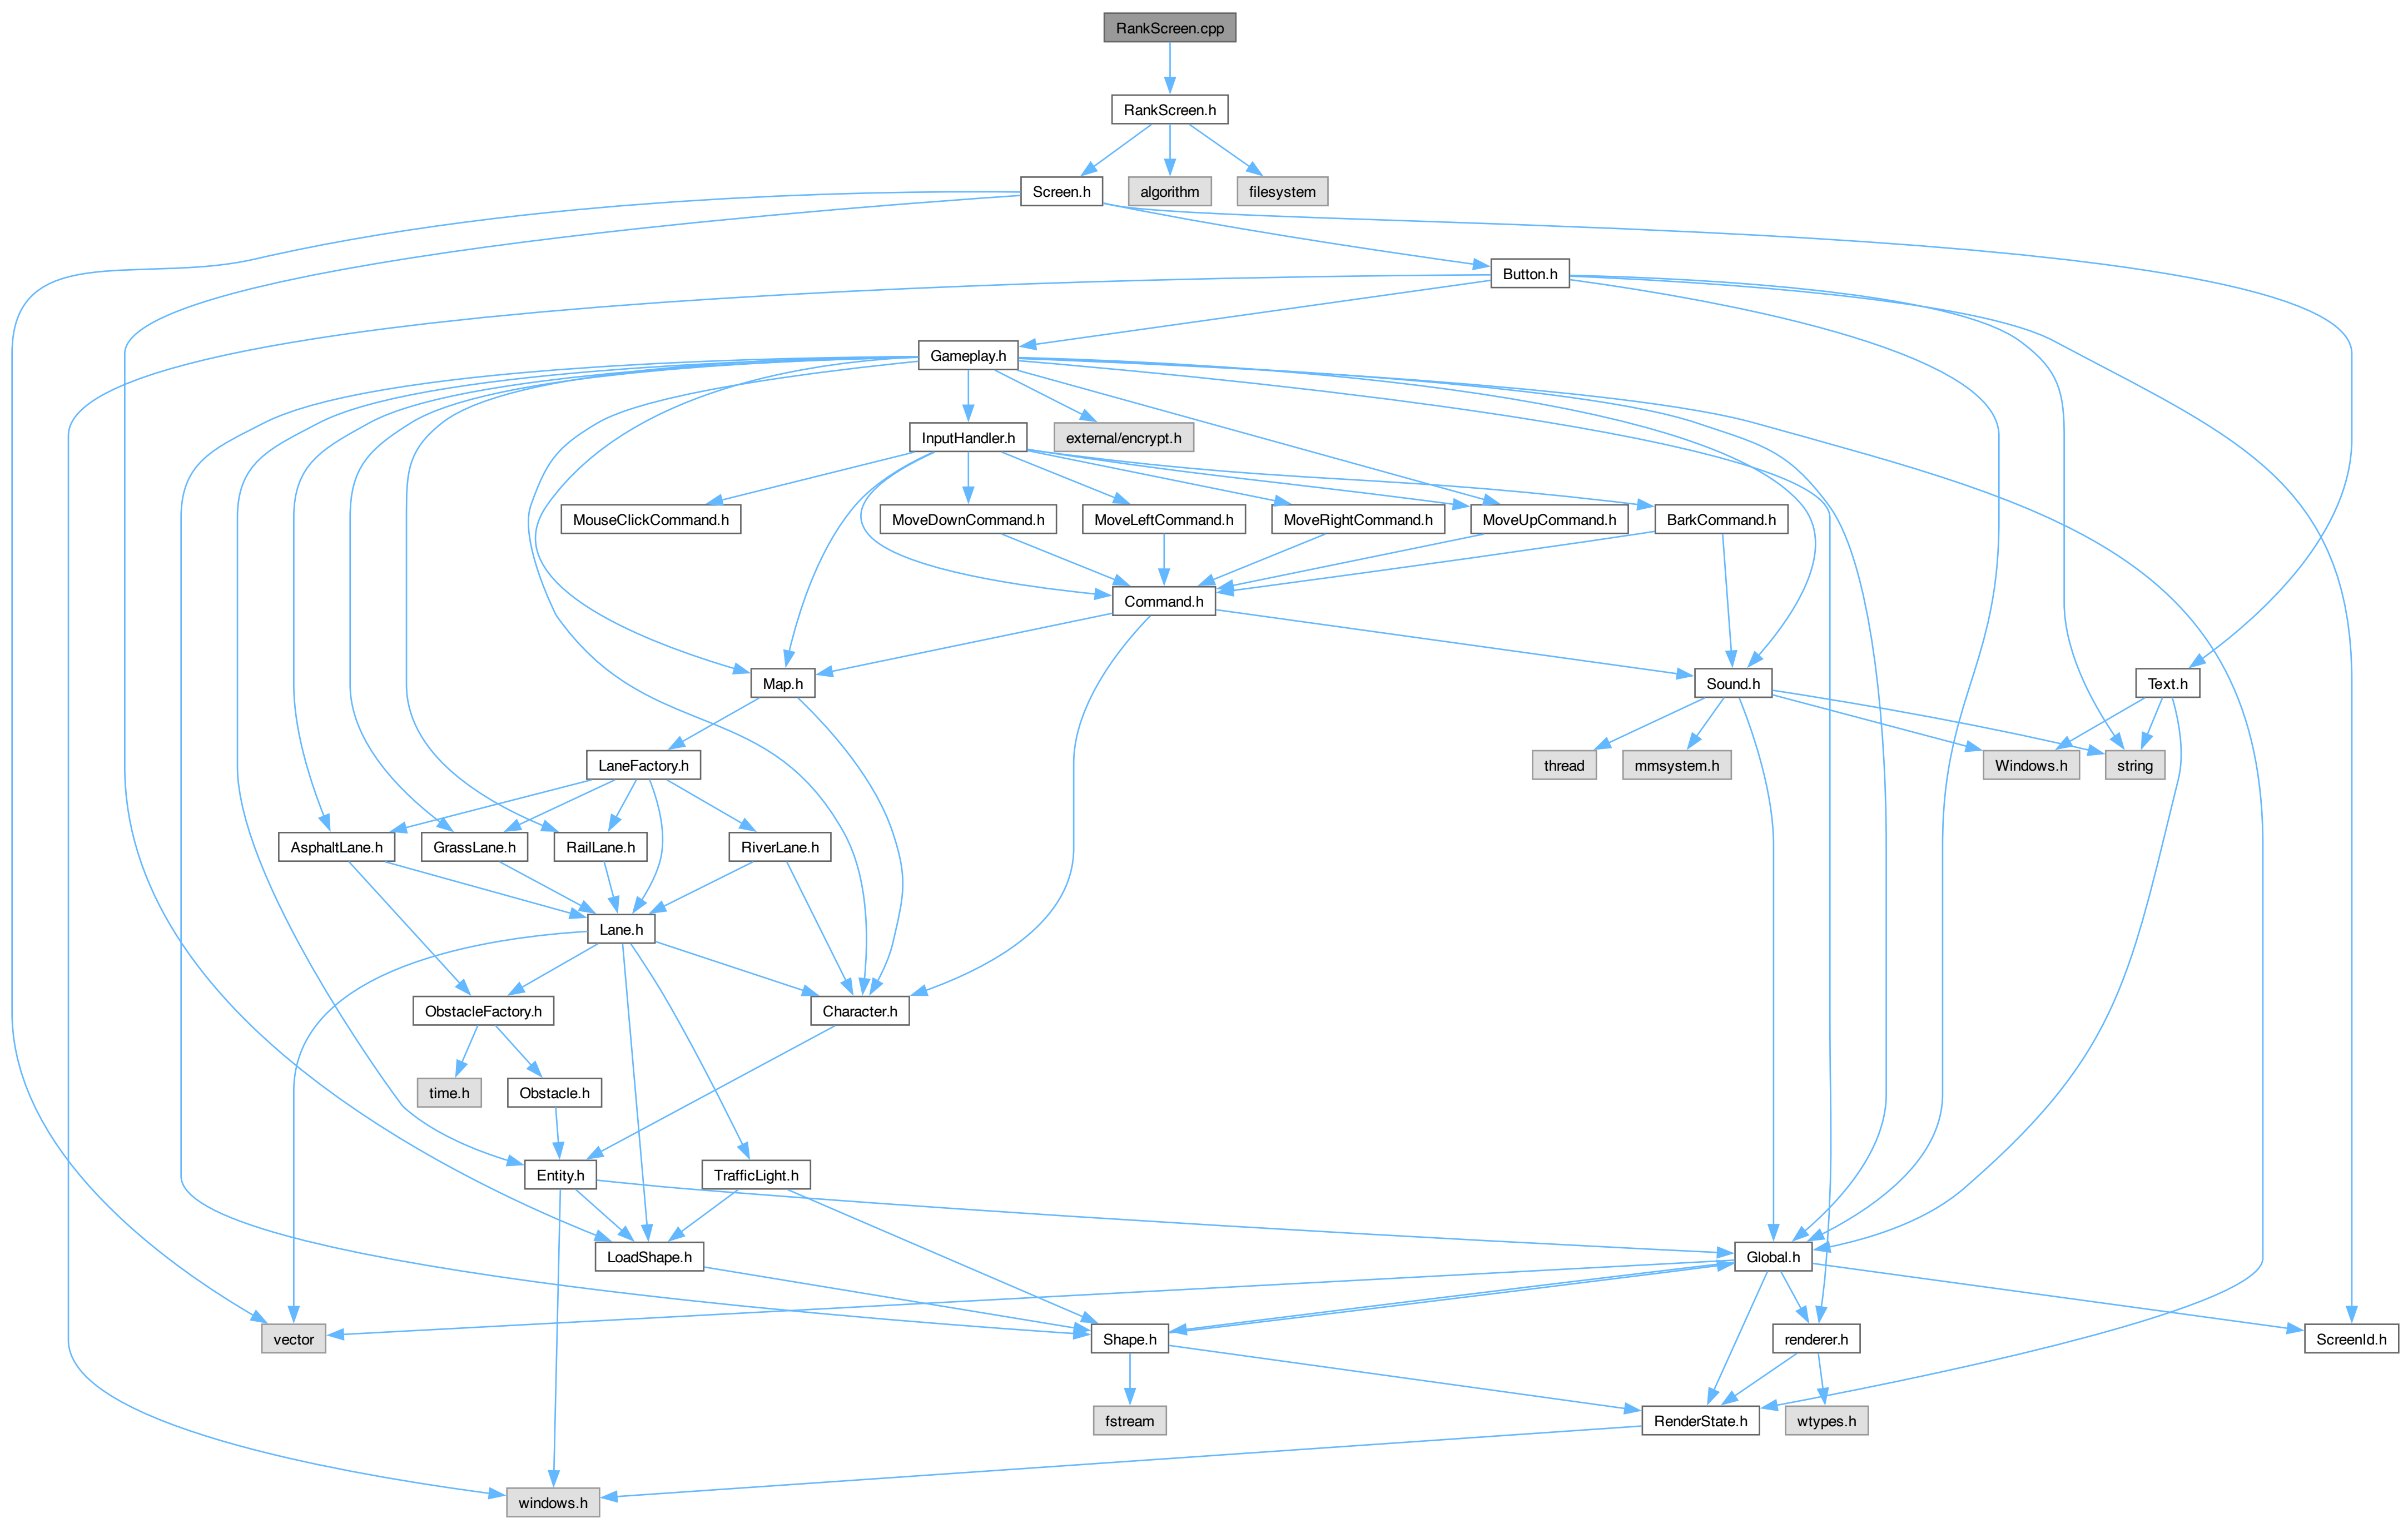 RankScreen.cpp
RankScreen.h
Screen.h
algorithm
filesystem
Button.h
Gameplay.h
InputHandler.h
external/encrypt.h
MouseClickCommand.h
MoveDownCommand.h
MoveLeftCommand.h
MoveRightCommand.h
MoveUpCommand.h
BarkCommand.h
Command.h
Map.h
Sound.h
Text.h
LaneFactory.h
thread
mmsystem.h
Windows.h
string
AsphaltLane.h
GrassLane.h
RailLane.h
RiverLane.h
Lane.h
ObstacleFactory.h
Character.h
time.h
Obstacle.h
Entity.h
TrafficLight.h
LoadShape.h
Global.h
vector
Shape.h
renderer.h
ScreenId.h
fstream
RenderState.h
wtypes.h
windows.h